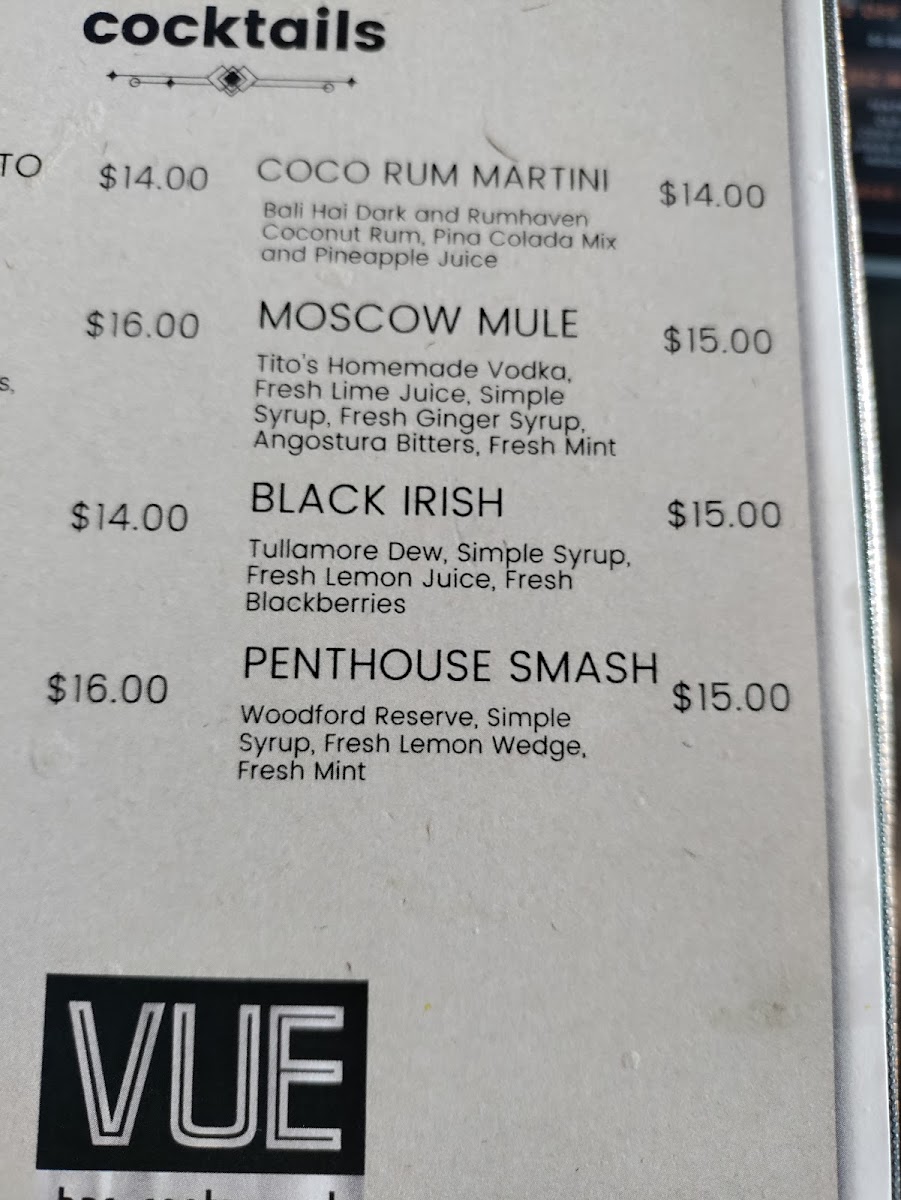 cocktails
TO
$14.00
$16.00
s,
$14.00
$16.00
COCO RUM MARTINI
$14.00
Bali Hai Dark and Rumhaven
Coconut Rum, Pina Colada Mix
and Pineapple Juice
MOSCOW MULE
$15.00
Tito's Homemade Vodka,
Fresh Lime Juice, Simple
Syrup, Fresh Ginger Syrup,
Angostura Bitters, Fresh Mint
BLACK IRISH
$15.00
Tullamore Dew, Simple Syrup,
Fresh Lemon Juice, Fresh
Blackberries
PENTHOUSE SMASH
$15.00
Woodford Reserve, Simple
Syrup, Fresh Lemon Wedge,
Fresh Mint
VUE